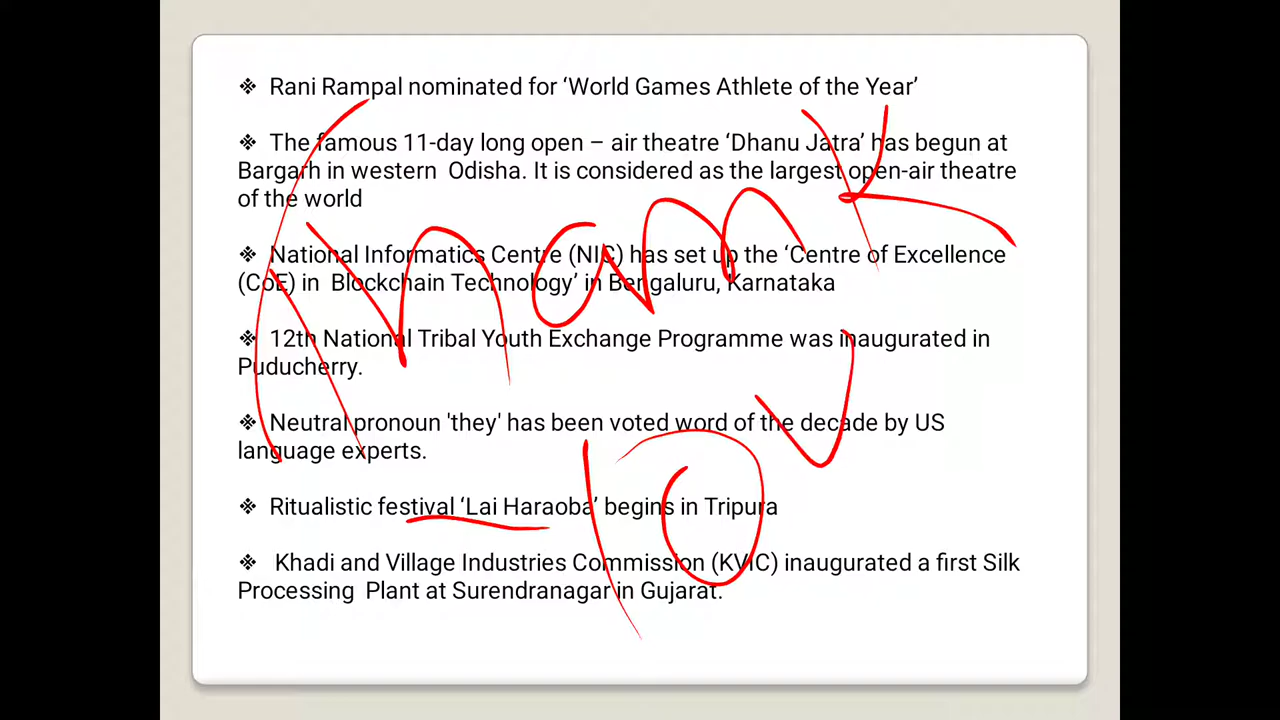 ❖ Rani Rampal nominated for ‘World Games Athlete of the Year’
❖ The famous 11-day long open – air theatre ‘Dhanu Jatra’ has begun at
Bargarh in western Odisha. It is considered as the largest open-air theatre
of the world
❖ National Informatics Centre (NIC) has set up the ‘Centre of Excellence
(CoE) in Blockchain Technology’ in Bengaluru, Karnataka
❖ 12th National Tribal Youth Exchange Programme was inaugurated in
Puducherry.
❖ Neutral pronoun 'they' has been voted word of the decade by US
language experts.
❖ Ritualistic festival ‘Lai Haraoba’ begins in Tripura
❖ Khadi and Village Industries Commission (KVIC) inaugurated a first Silk
Processing Plant at Surendranagar in Gujarat.
Thank
you